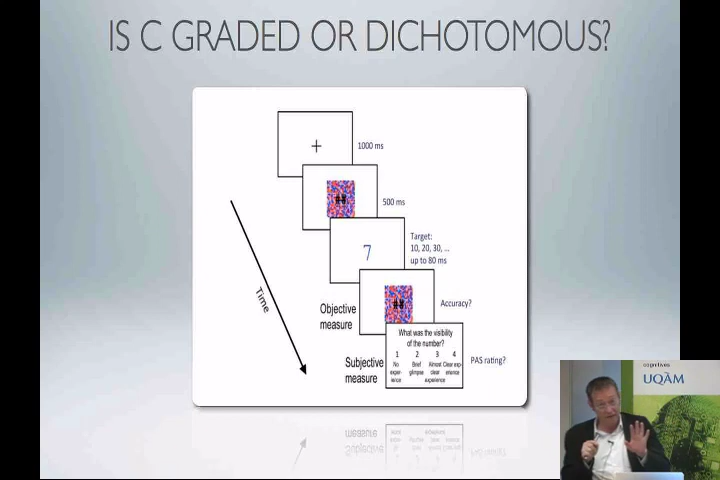 IS C GRADED OR DICHOTOMOUS?
+
1000 ms
##
500 ms
7
Target:
10, 20, 30, ...
up to 80 ms
Time
##
Objective
measure
Accuracy?
What was the visibility
of the number?
1 2 3 4
No Brief Almost Clear exp-
exper- glimpse clear erience
ience experience
Subjective
measure
PAS rating?
cognitives
UQÀM